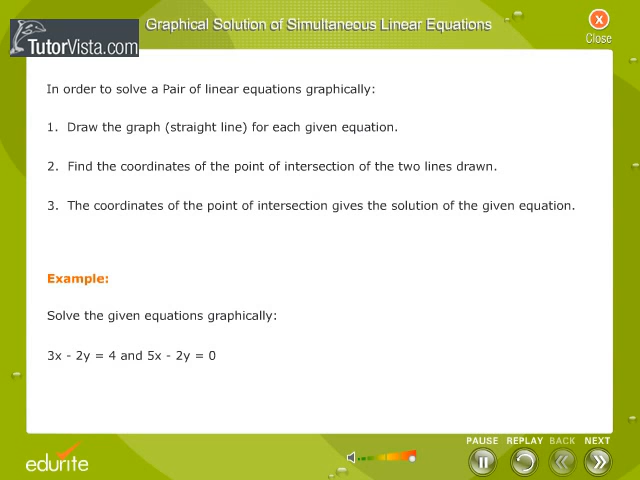 Graphical Solution of Simultaneous Linear Equations
X
Close
TutorVista.com
In order to solve a Pair of linear equations graphically:
1. Draw the graph (straight line) for each given equation.
2. Find the coordinates of the point of intersection of the two lines drawn.
3. The coordinates of the point of intersection gives the solution of the given equation.
Example:
Solve the given equations graphically:
3x - 2y = 4 and 5x - 2y = 0
PAUSE REPLAY BACK NEXT
edurite